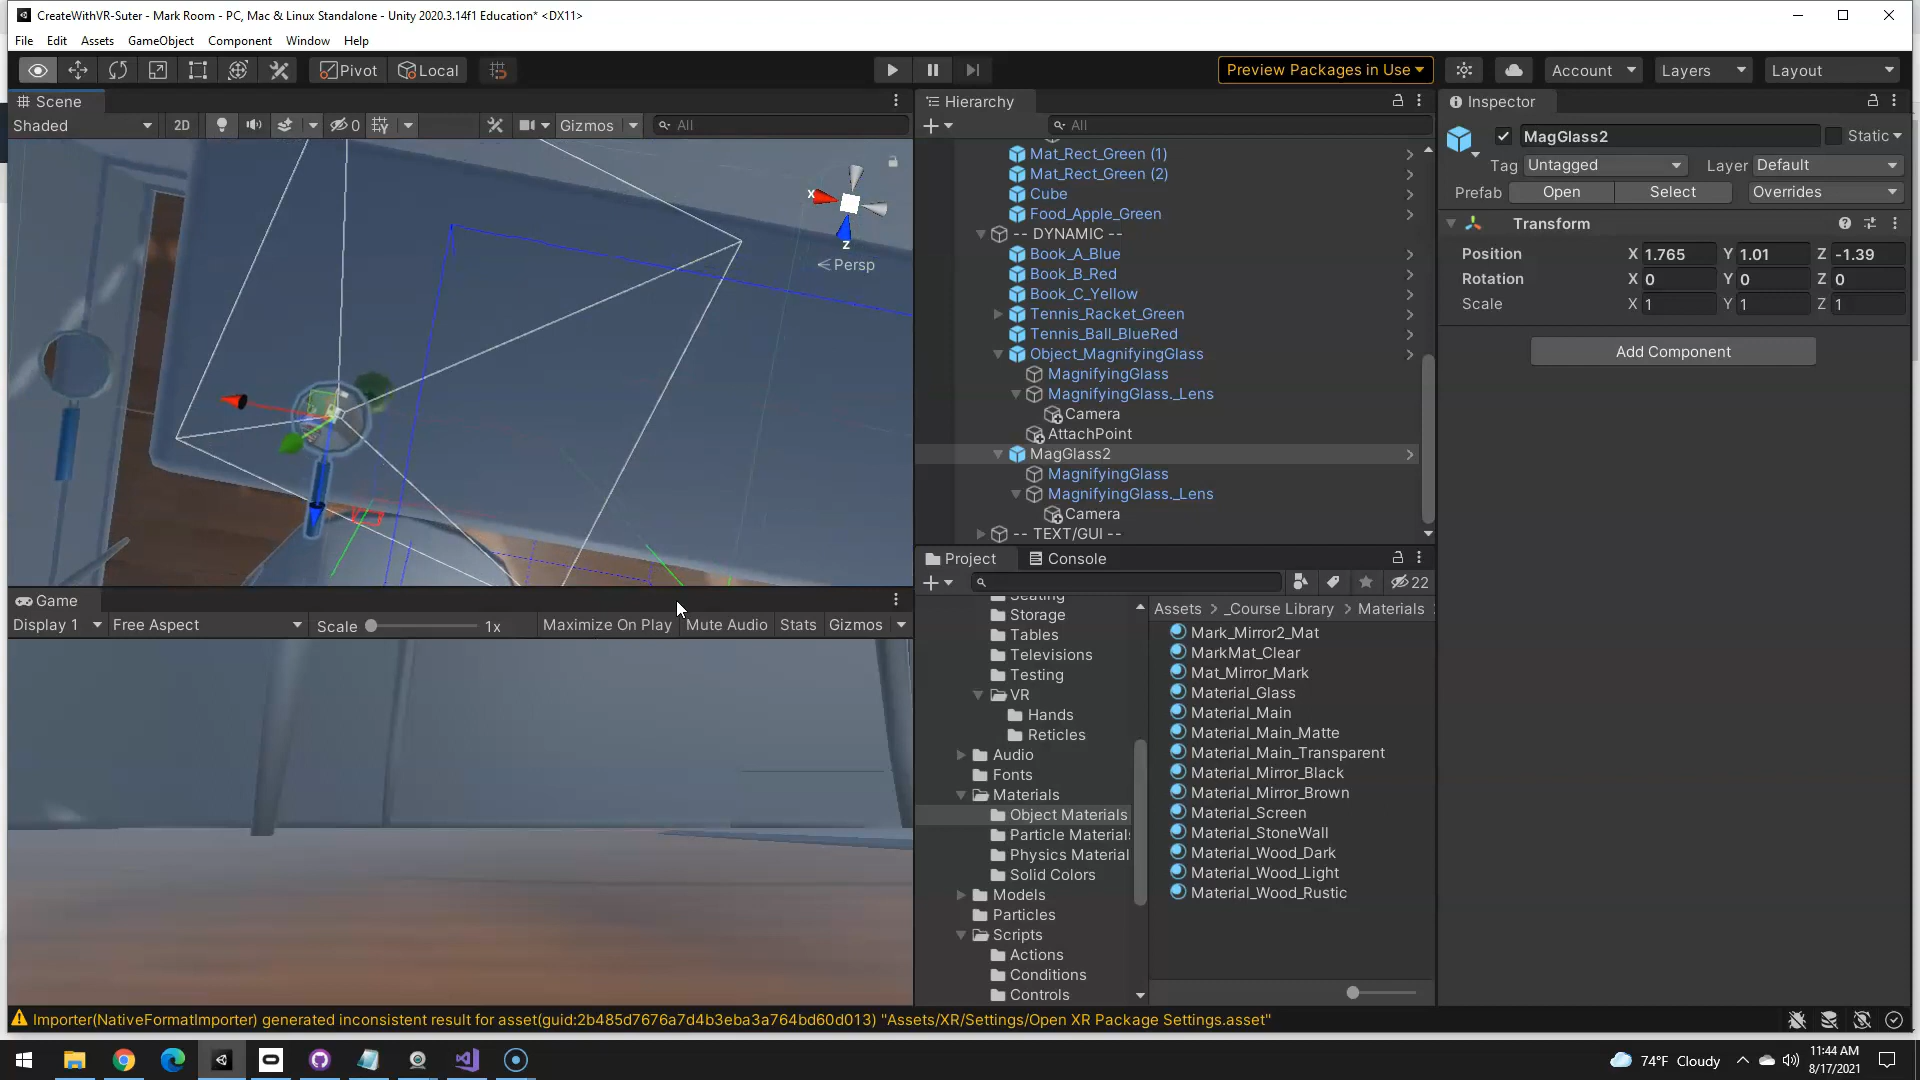 CreateWithVR-Suter - Mark Room - PC, Mac & Linux Standalone - Unity 2020.3.14f1 Education* <DX11>
File Edit Assets GameObject Component Window Help
Pivot Local Preview Packages in Use Account Layers Layout
Scene
Shaded 2D 0 Gizmos All
x
z
Persp
Hierarchy
All
Mat_Rect_Green (1)
Mat_Rect_Green (2)
Cube
Food_Apple_Green
-- DYNAMIC --
Book_A_Blue
Book_B_Red
Book_C_Yellow
Tennis_Racket_Green
Tennis_Ball_BlueRed
Object_MagnifyingGlass
MagnifyingGlass
MagnifyingGlass._Lens
Camera
AttachPoint
MagGlass2
MagnifyingGlass
MagnifyingGlass._Lens
Camera
-- TEXT/GUI --
Inspector
MagGlass2 Static
Tag Untagged Layer Default
Prefab Open Select Overrides
Transform
Position X 1.765 Y 1.01 Z -1.39
Rotation X 0 Y 0 Z 0
Scale X 1 Y 1 Z 1
Add Component
Game
Display 1 Free Aspect Scale 1x Maximize On Play Mute Audio Stats Gizmos
Project Console
22
Seating
Storage
Tables
Televisions
Testing
VR
Hands
Reticles
Audio
Fonts
Materials
Object Materials
Particle Materials
Physics Material
Solid Colors
Models
Particles
Scripts
Actions
Conditions
Controls
Assets > _Course Library > Materials
Mark_Mirror2_Mat
MarkMat_Clear
Mat_Mirror_Mark
Material_Glass
Material_Main
Material_Main_Matte
Material_Main_Transparent
Material_Mirror_Black
Material_Mirror_Brown
Material_Screen
Material_StoneWall
Material_Wood_Dark
Material_Wood_Light
Material_Wood_Rustic
Importer(NativeFormatImporter) generated inconsistent result for asset(guid:2b485d7676a7d4b3eba3a764bd60d013) "Assets/XR/Settings/Open XR Package Settings.asset"
74°F Cloudy
11:44 AM
8/17/2021